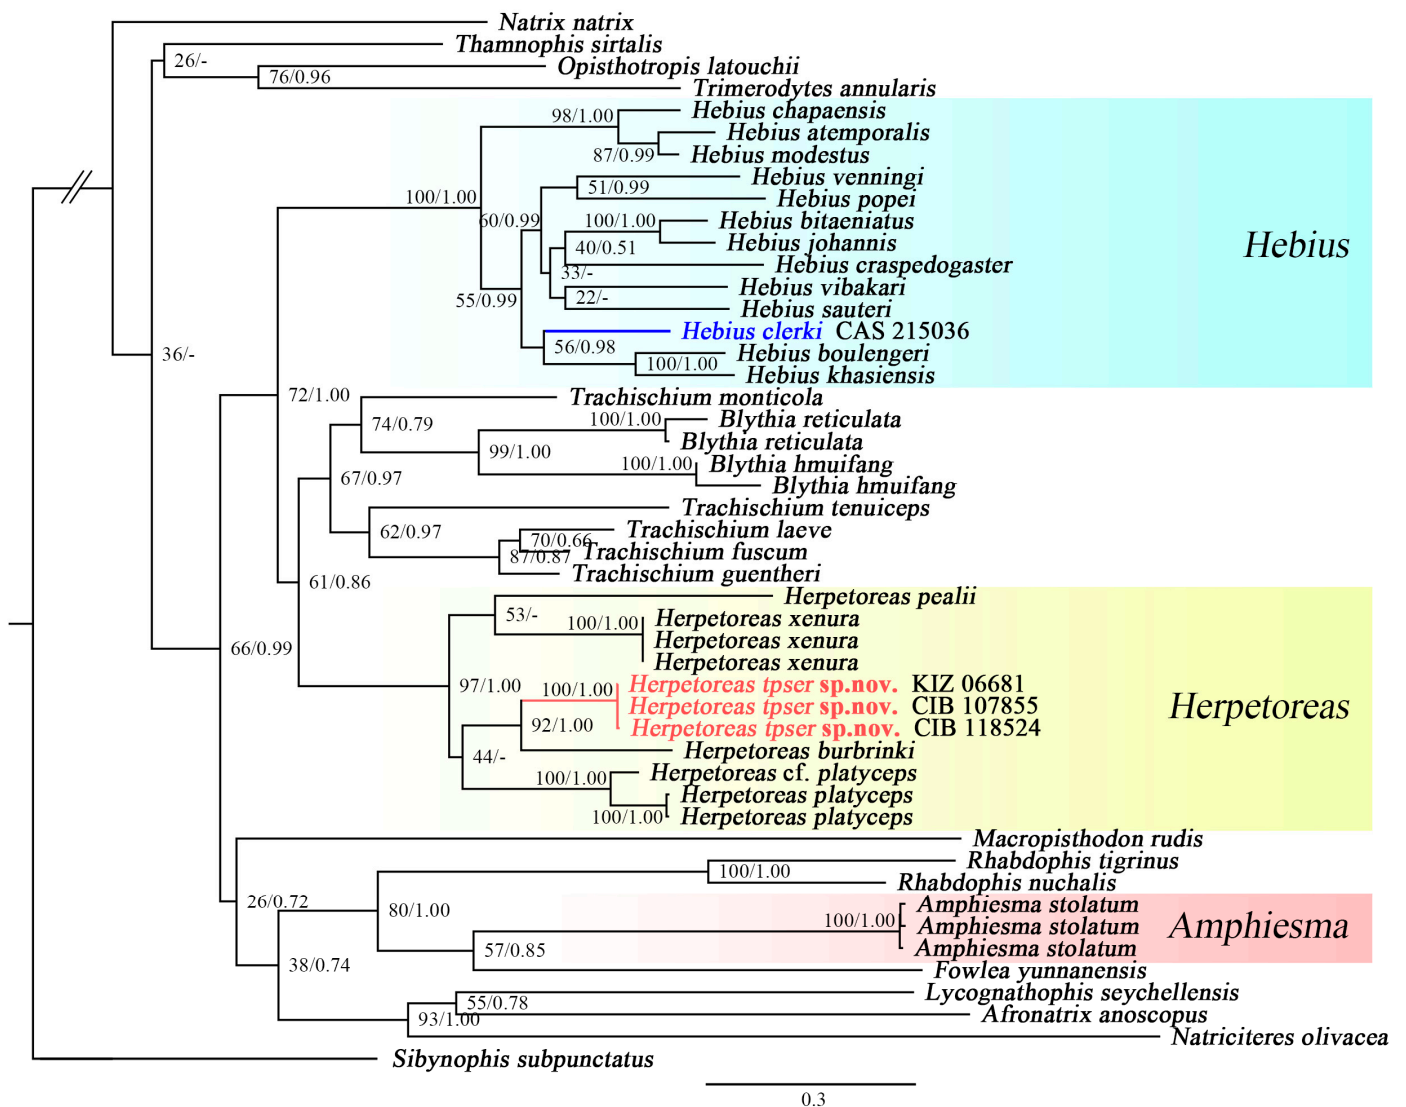 Natrix natrix
Thamnophis sirtalis
26/-
Opisthotropis latouchii
76/0.96
Trimerodytes annularis
Hebius chapaensis
98/1.00
Hebius atemporalis
87/0.99
Hebius modestus
Hebius venningi
51/0.99
Hebius popei
100/1.00
60/0.99
Hebius bitaeniatus
100/1.00
Hebius johannis
40/0.51
Hebius
Hebius craspedogaster
33/-
Hebius vibakari
22/-
55/0.99
Hebius sauteri
Hebius clerki CAS 215036
56/0.98
Hebius boulengeri
36/-
100/1.00
Hebius khasiensis
72/1.00
Trachischium monticola
74/0.79
100/1.00
Blythia reticulata
Blythia reticulata
99/1.00
100/1.00
Blythia hmuifang
67/0.97
Blythia hmuifang
Trachischium tenuiceps
62/0.97
Trachischium laeve
70/0.66
Trachischium fuscum
87/0.87
Trachischium guentheri
61/0.86
Herpetoreas pealii
53/-
100/1.00
Herpetoreas xenura
Herpetoreas xenura
66/0.99
Herpetoreas xenura
97/1.00
100/1.00
Herpetoreas tpser sp.nov. KIZ 06681
Herpetoreas tpser sp.nov. CIB 107855
Herpetoreas
92/1.00
Herpetoreas tpser sp.nov. CIB 118524
Herpetoreas burbrinki
44/-
100/1.00
Herpetoreas cf. platyceps
Herpetoreas platyceps
100/1.00
Herpetoreas platyceps
Macropisthodon rudis
Rhabdophis tigrinus
100/1.00
Rhabdophis nuchalis
26/0.72
80/1.00
Amphiesma stolatum
100/1.00
Amphiesma stolatum
Amphiesma
Amphiesma stolatum
57/0.85
38/0.74
Fowlea yunnanensis
Lycognathophis seychellensis
55/0.78
Afronatrix anoscopus
93/1.00
Natriciteres olivacea
Sibynophis subpunctatus
0.3